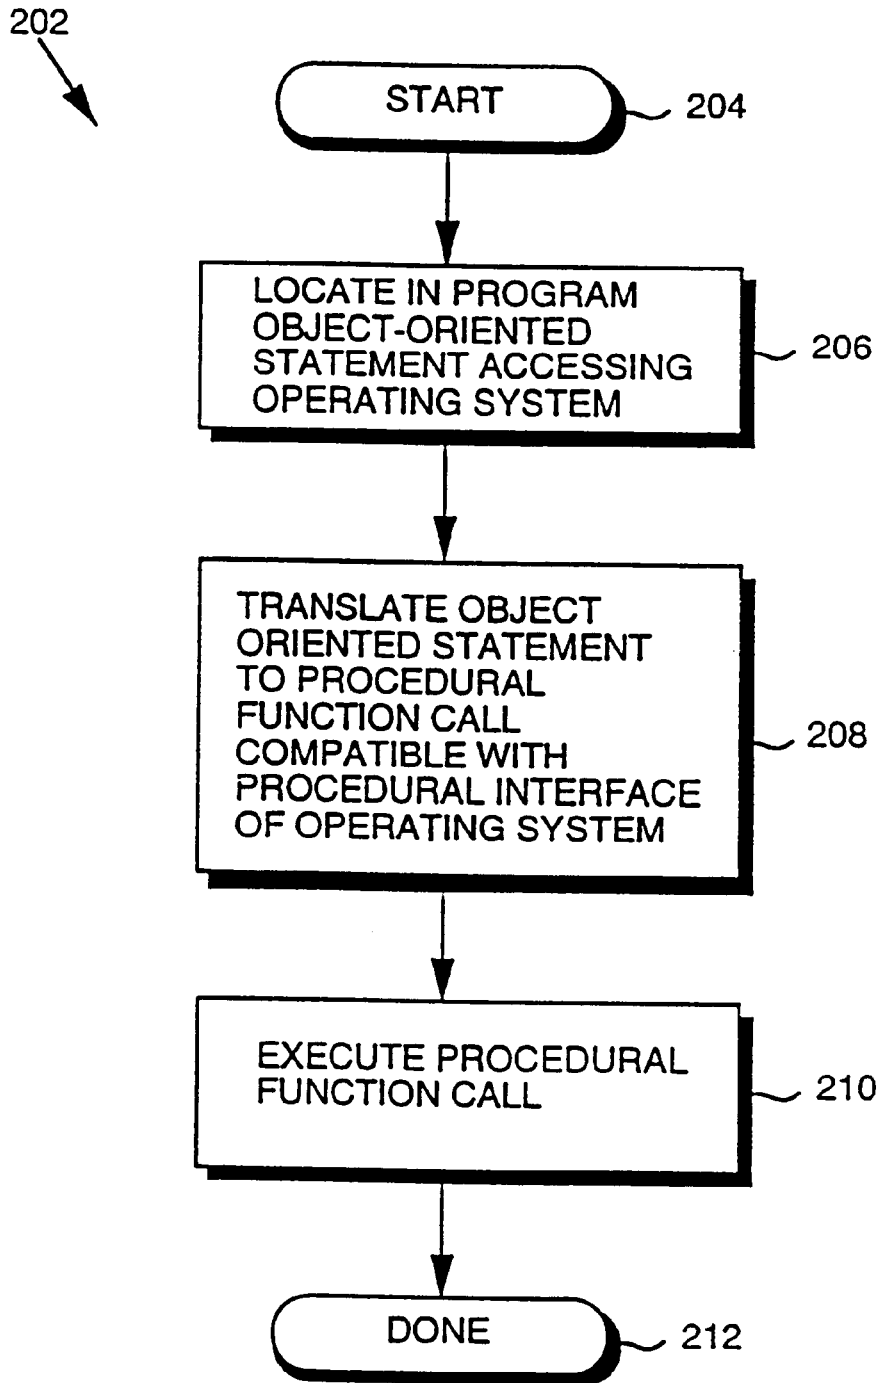 202
START
204
LOCATE IN PROGRAM
OBJECT-ORIENTED
STATEMENT ACCESSING
OPERATING SYSTEM
206
TRANSLATE OBJECT
ORIENTED STATEMENT
TO PROCEDURAL
FUNCTION CALL
COMPATIBLE WITH
PROCEDURAL INTERFACE
OF OPERATING SYSTEM
208
EXECUTE PROCEDURAL
FUNCTION CALL
210
DONE
212